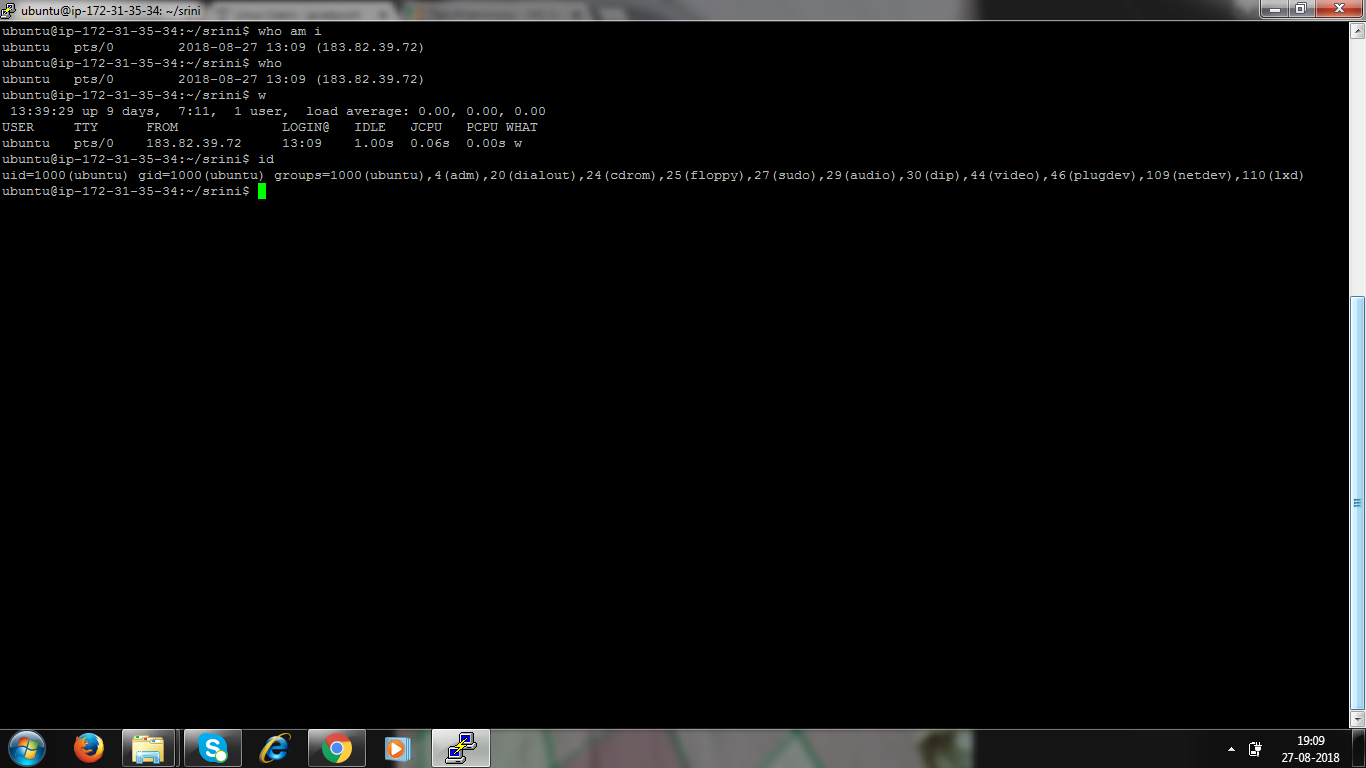 ubuntu@ip-172-31-35-34: ~/srini
ubuntu@ip-172-31-35-34:~/srini$ who am i
ubuntu   pts/0        2018-08-27 13:09 (183.82.39.72)
ubuntu@ip-172-31-35-34:~/srini$ who
ubuntu   pts/0        2018-08-27 13:09 (183.82.39.72)
ubuntu@ip-172-31-35-34:~/srini$ w
 13:39:29 up 9 days,  7:11,  1 user,  load average: 0.00, 0.00, 0.00
USER     TTY      FROM             LOGIN@   IDLE   JCPU   PCPU WHAT
ubuntu   pts/0    183.82.39.72     13:09    1.00s  0.06s  0.00s w
ubuntu@ip-172-31-35-34:~/srini$ id
uid=1000(ubuntu) gid=1000(ubuntu) groups=1000(ubuntu),4(adm),20(dialout),24(cdrom),25(floppy),27(sudo),29(audio),30(dip),44(video),46(plugdev),109(netdev),110(lxd)
ubuntu@ip-172-31-35-34:~/srini$
19:09
27-08-2018